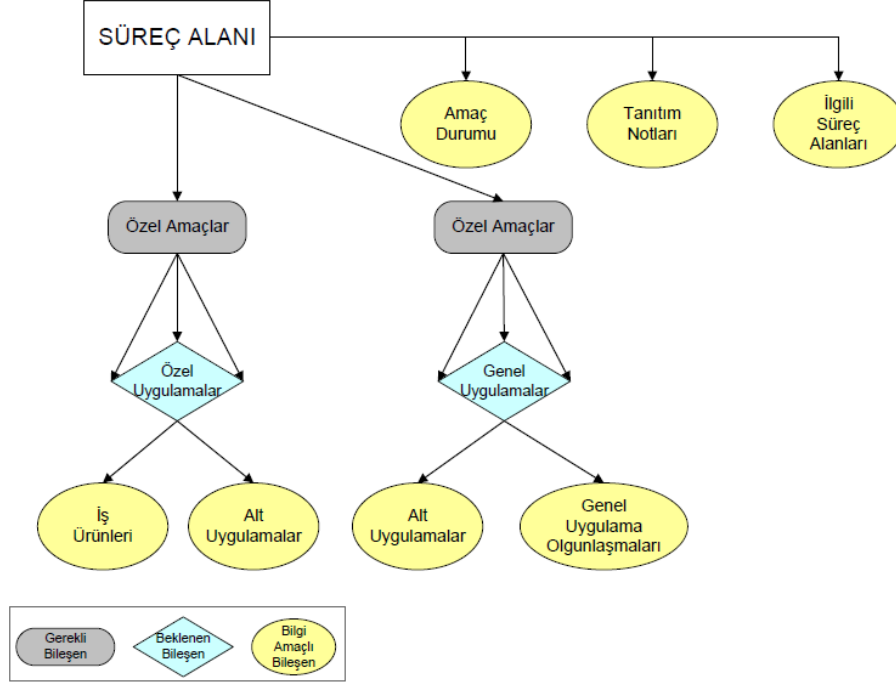 SÜREÇ ALANI
Amaç
Durumu
Tanıtım
Notları
İlgili
Süreç
Alanları
Özel Amaçlar
Özel Amaçlar
Özel
Uygulamalar
Genel
Uygulamalar
İş
Ürünleri
Alt
Uygulamalar
Alt
Uygulamalar
Genel
Uygulama
Olgunlaşmaları
Gerekli
Bileşen
Beklenen
Bileşen
Bilgi
Amaçlı
Bileşen